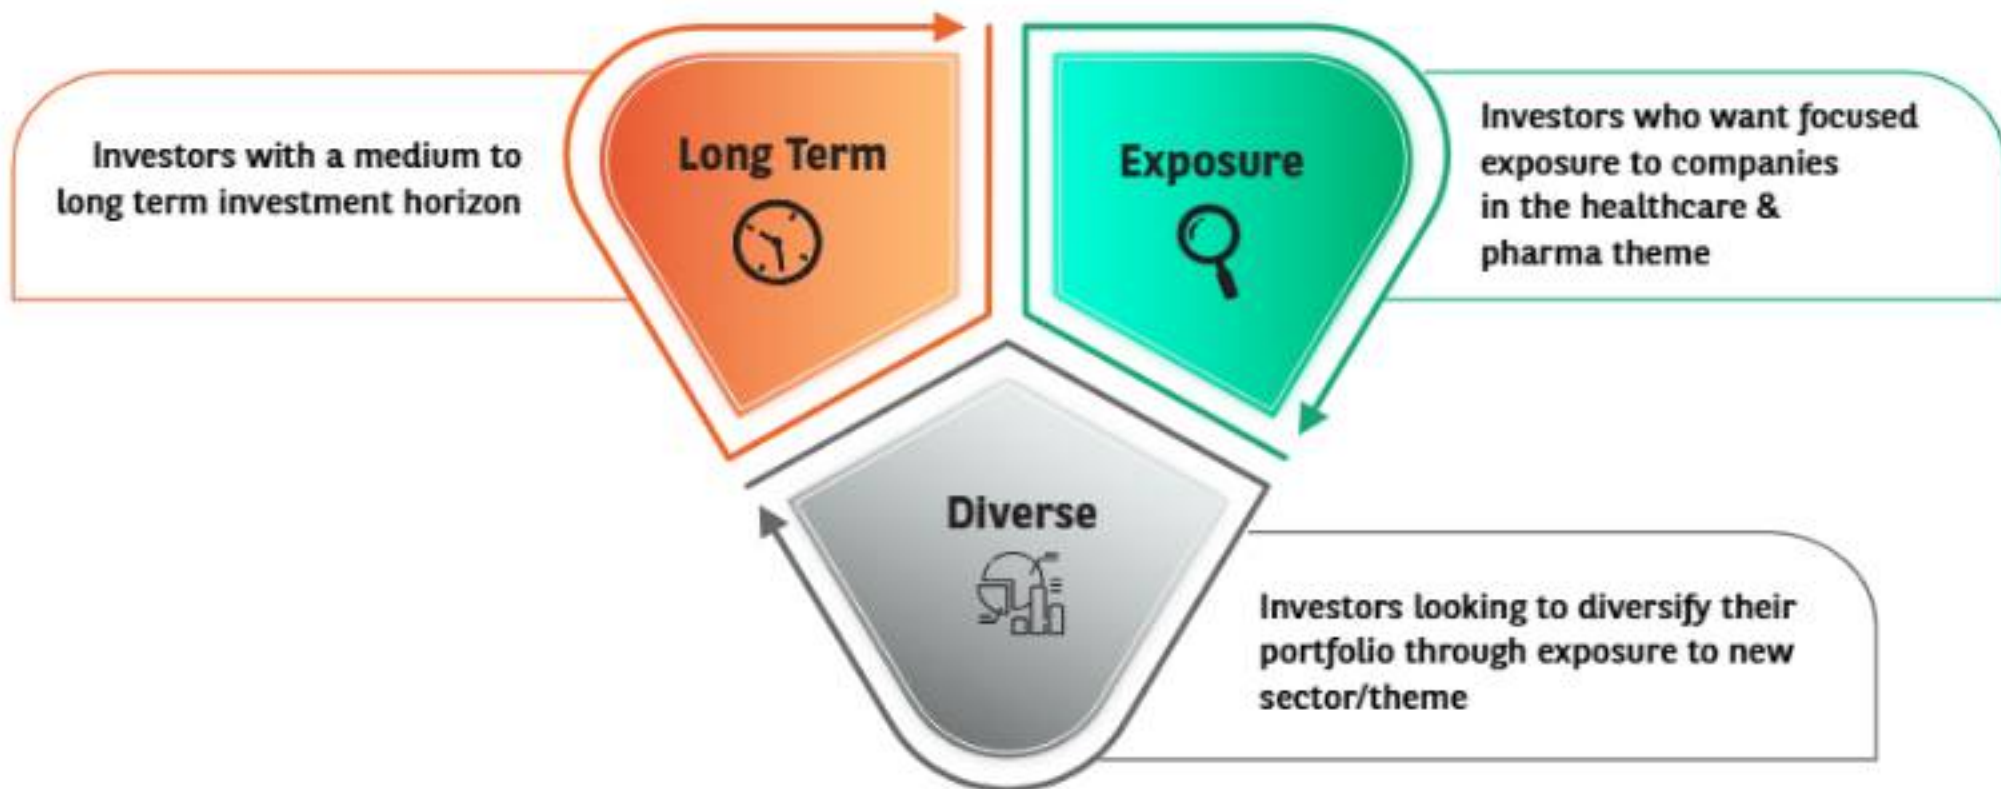 Investors with a medium to
long term investment horizon
Long Term
Exposure
Investors who want focused
exposure to companies
in the healthcare &
pharma theme
Diverse
Investors looking to diversify their
portfolio through exposure to new
sector/theme